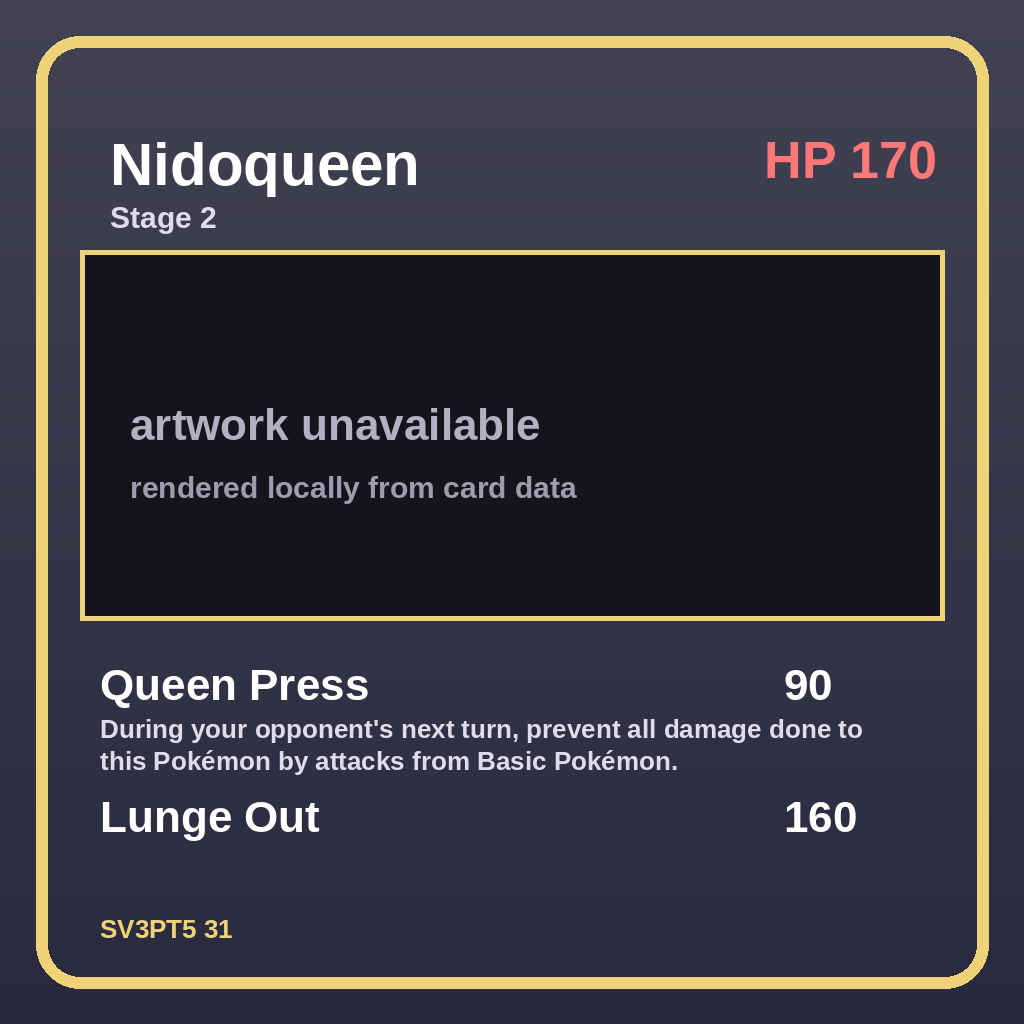 Nidoqueen
HP 170
Stage 2
artwork unavailable
rendered locally from card data
Queen Press 90
During your opponent's next turn, prevent all damage done to
this Pokémon by attacks from Basic Pokémon.
Lunge Out 160
SV3PT5 31